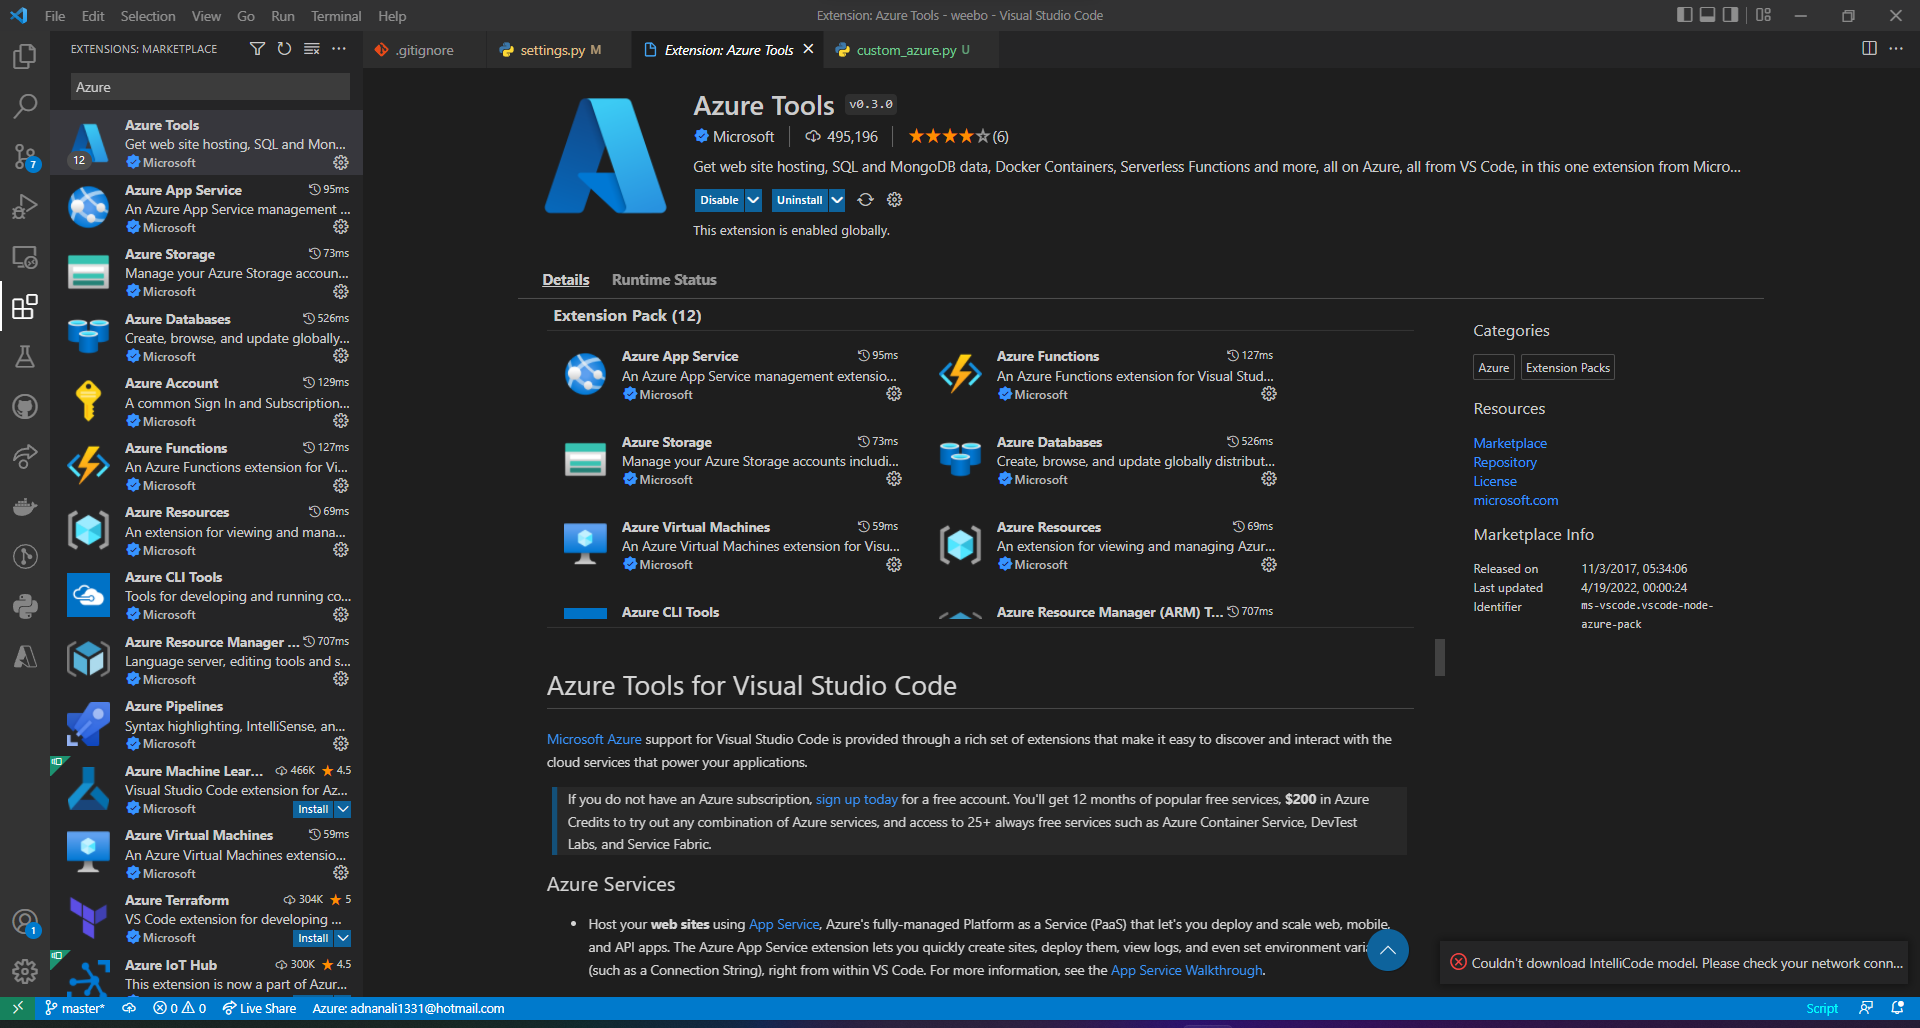 File Edit Selection View Go Run Terminal Help
Extension: Azure Tools - weebo - Visual Studio Code
EXTENSIONS: MARKETPLACE
Azure
Azure Tools
Get web site hosting, SQL and Mon...
12
Microsoft
Azure App Service 95ms
An Azure App Service management ...
Microsoft
Azure Storage 73ms
Manage your Azure Storage accoun...
Microsoft
Azure Databases 526ms
Create, browse, and update globally...
Microsoft
Azure Account 129ms
A common Sign In and Subscription...
Microsoft
Azure Functions 127ms
An Azure Functions extension for Vi...
Microsoft
Azure Resources 69ms
An extension for viewing and mana...
Microsoft
Azure CLI Tools
Tools for developing and running co...
Microsoft
Azure Resource Manager ... 707ms
Language server, editing tools and s...
Microsoft
Azure Pipelines
Syntax highlighting, IntelliSense, an...
Microsoft
Azure Machine Lear... 466K 4.5
Visual Studio Code extension for Az...
Microsoft Install
Azure Virtual Machines 59ms
An Azure Virtual Machines extensio...
Microsoft
Azure Terraform 304K 5
VS Code extension for developing ...
Microsoft Install
Azure IoT Hub 300K 4.5
This extension is now a part of Azur...
7
1
.gitignore
settings.py M
Extension: Azure Tools
custom_azure.py U
Azure Tools v0.3.0
Microsoft 495,196 (6)
Get web site hosting, SQL and MongoDB data, Docker Containers, Serverless Functions and more, all on Azure, all from VS Code, in this one extension from Micro...
Disable Uninstall
This extension is enabled globally.
Details Runtime Status
Extension Pack (12)
Azure App Service 95ms
An Azure App Service management extensio...
Microsoft
Azure Functions 127ms
An Azure Functions extension for Visual Stud...
Microsoft
Azure Storage 73ms
Manage your Azure Storage accounts includi...
Microsoft
Azure Databases 526ms
Create, browse, and update globally distribut...
Microsoft
Azure Virtual Machines 59ms
An Azure Virtual Machines extension for Visu...
Microsoft
Azure Resources 69ms
An extension for viewing and managing Azur...
Microsoft
Azure CLI Tools
Azure Resource Manager (ARM) T... 707ms
Azure Tools for Visual Studio Code
Microsoft Azure support for Visual Studio Code is provided through a rich set of extensions that make it easy to discover and interact with the
cloud services that power your applications.
If you do not have an Azure subscription, sign up today for a free account. You'll get 12 months of popular free services, $200 in Azure
Credits to try out any combination of Azure services, and access to 25+ always free services such as Azure Container Service, DevTest
Labs, and Service Fabric.
Azure Services
• Host your web sites using App Service, Azure's fully-managed Platform as a Service (PaaS) that let's you deploy and scale web, mobile,
and API apps. The Azure App Service extension lets you quickly create sites, deploy them, view logs, and even set environment vari
(such as a Connection String), right from within VS Code. For more information, see the App Service Walkthrough.
Categories
Azure Extension Packs
Resources
Marketplace
Repository
License
microsoft.com
Marketplace Info
Released on 11/3/2017, 05:34:06
Last updated 4/19/2022, 00:00:24
Identifier ms-vscode.vscode-node-
azure-pack
Couldn't download IntelliCode model. Please check your network conn...
master* 0 0 Live Share Azure: adnanali1331@hotmail.com Script